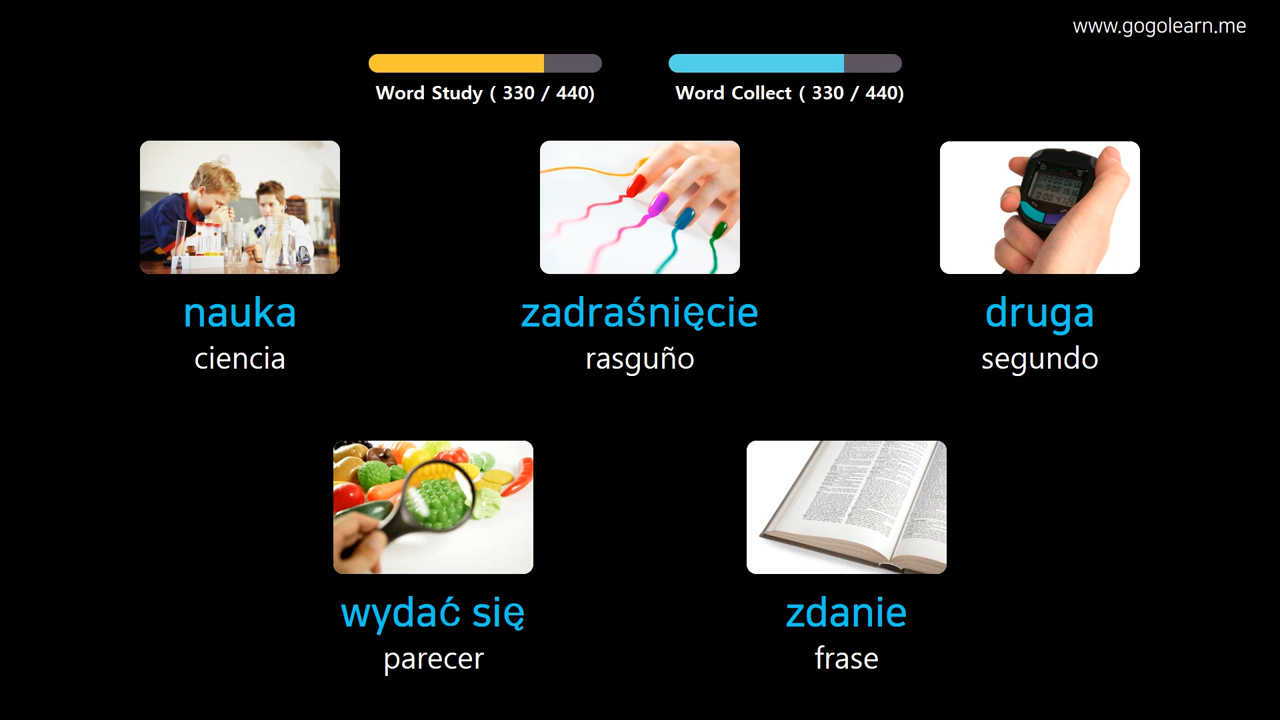 www.gogolearn.me
Word Study ( 330 / 440)
Word Collect ( 330 / 440)
nauka
ciencia
zadraśnięcie
rasguño
druga
segundo
wydać się
parecer
zdanie
frase